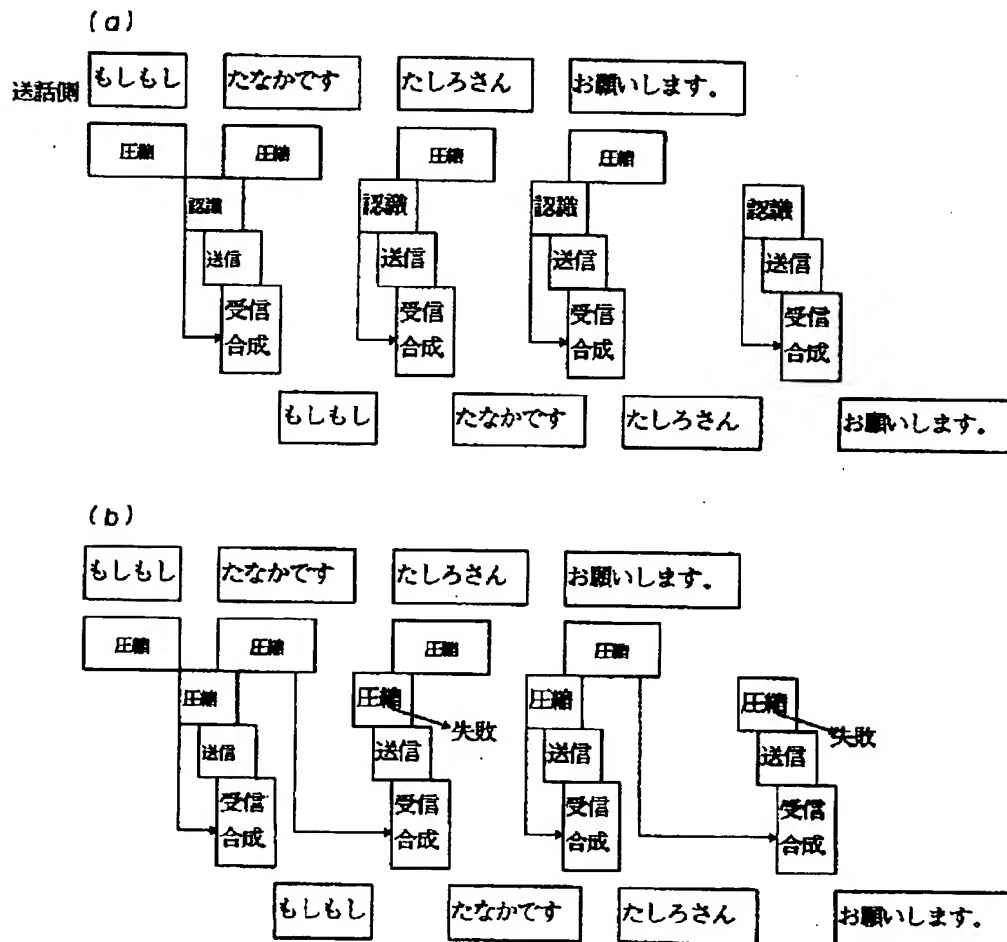 (a)
送話側 もしもし たなかです たしろさん お願いします。
圧縮 圧縮 圧縮 圧縮
認識 認識 認識 認識
送信 送信 送信 送信
受信 受信 受信 受信
合成 合成 合成 合成
もしもし たなかです たしろさん お願いします。
(b)
もしもし たなかです たしろさん お願いします。
圧縮 圧縮 圧縮 圧縮
圧縮 圧縮 圧縮 圧縮
失敗 失敗
送信 送信 送信 送信
受信 受信 受信 受信
合成 合成 合成 合成
もしもし たなかです たしろさん お願いします。